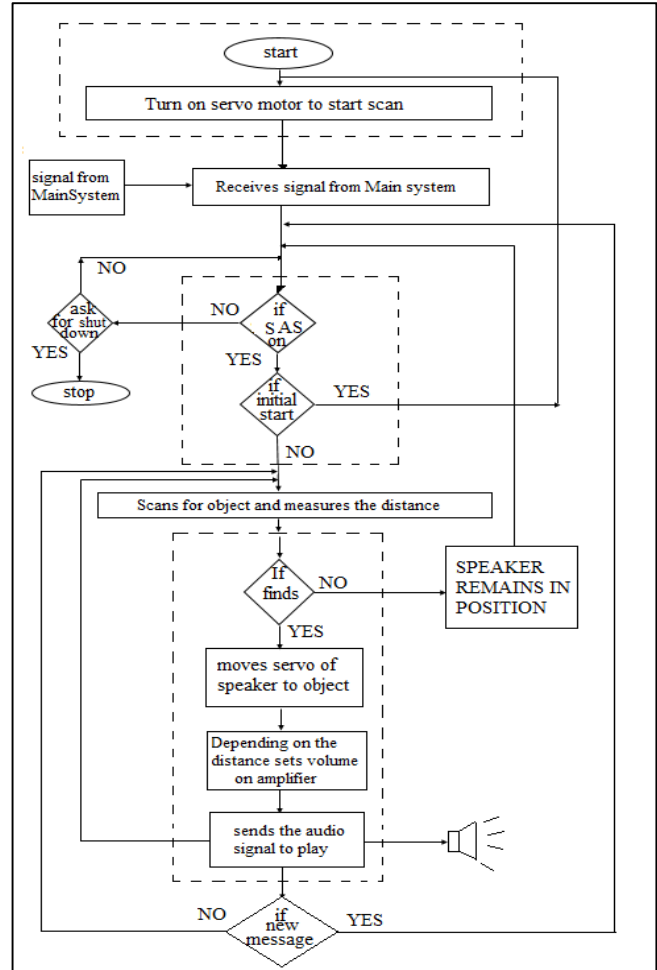 start
Turn on servo motor to start scan
signal from
MainSystem
Receives signal from Main system
NO
ask
for shut
down
NO
if
S.AS
on
YES
YES
stop
if
initial
start
YES
NO
Scans for object and measures the distance
If
finds
NO
SPEAKER
REMAINS IN
POSITION
YES
moves servo of
speaker to object
Depending on the
distance sets volume
on amplifier
sends the audio
signal to play
NO
if
new
message
YES